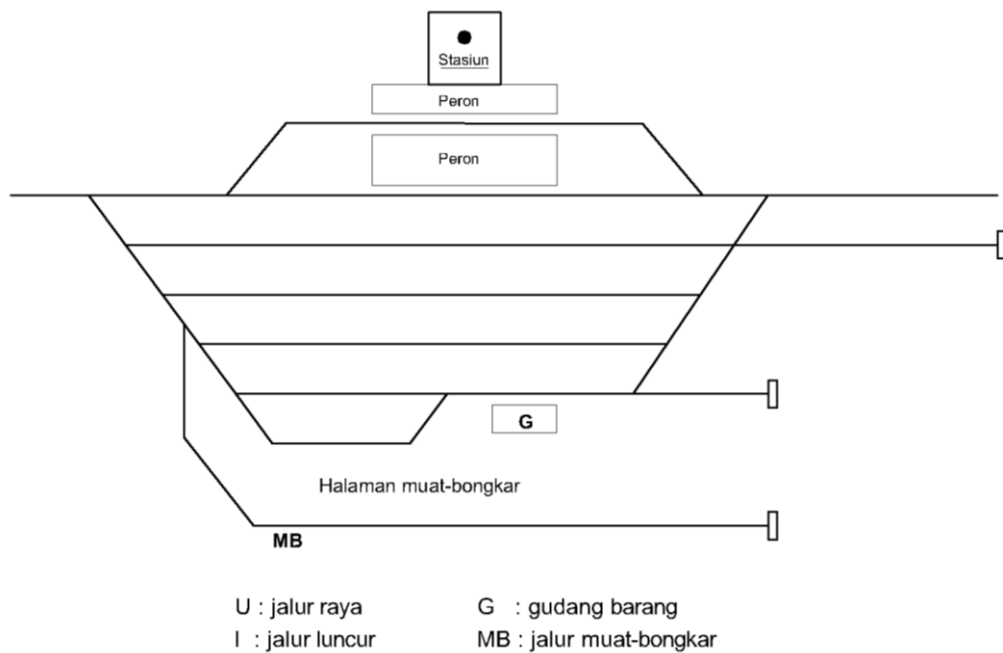 Stasiun
Peron
Peron
G
Halaman muat-bongkar
MB
U : jalur raya
G : gudang barang
I : jalur luncur
MB : jalur muat-bongkar